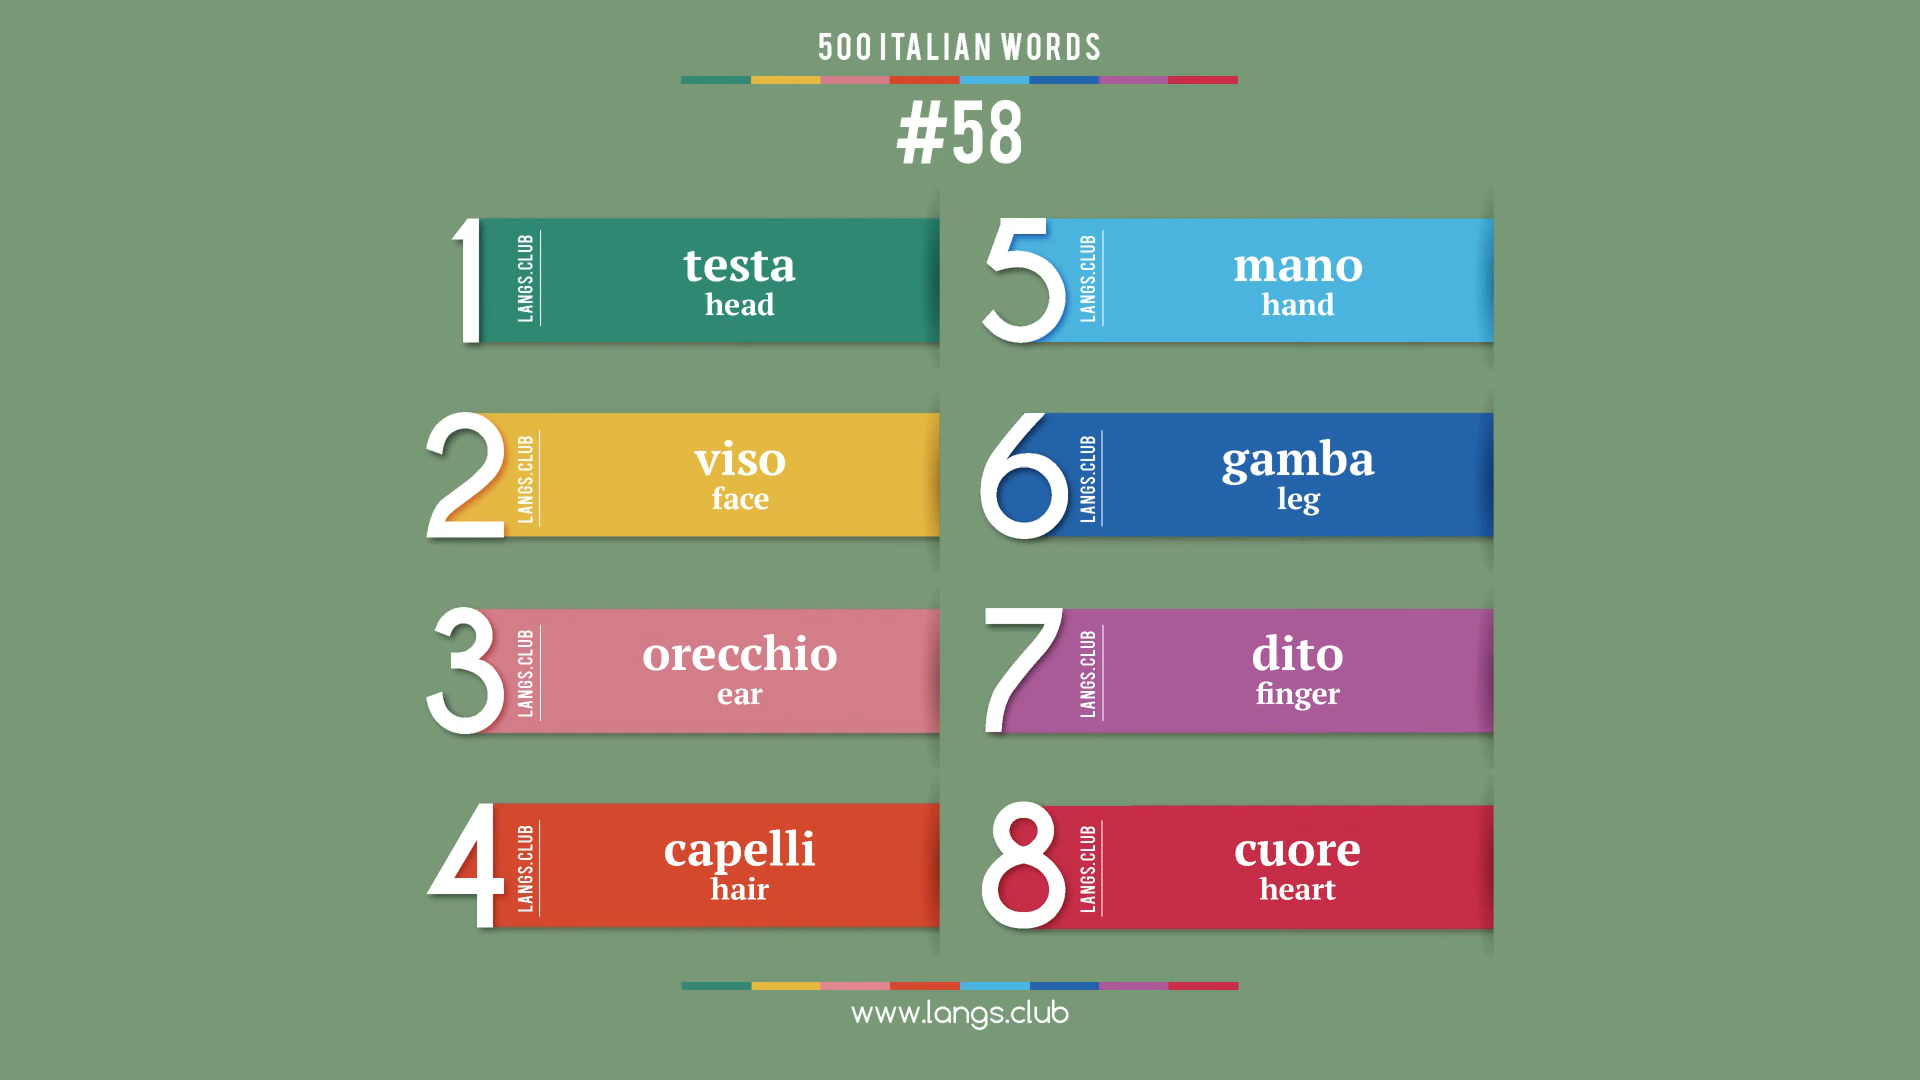 500 ITALIAN WORDS
#58
1
LANGS.CLUB
testa
head
2
LANGS.CLUB
viso
face
3
LANGS.CLUB
orecchio
ear
4
LANGS.CLUB
capelli
hair
5
LANGS.CLUB
mano
hand
6
LANGS.CLUB
gamba
leg
7
LANGS.CLUB
dito
finger
8
LANGS.CLUB
cuore
heart
www.langs.club